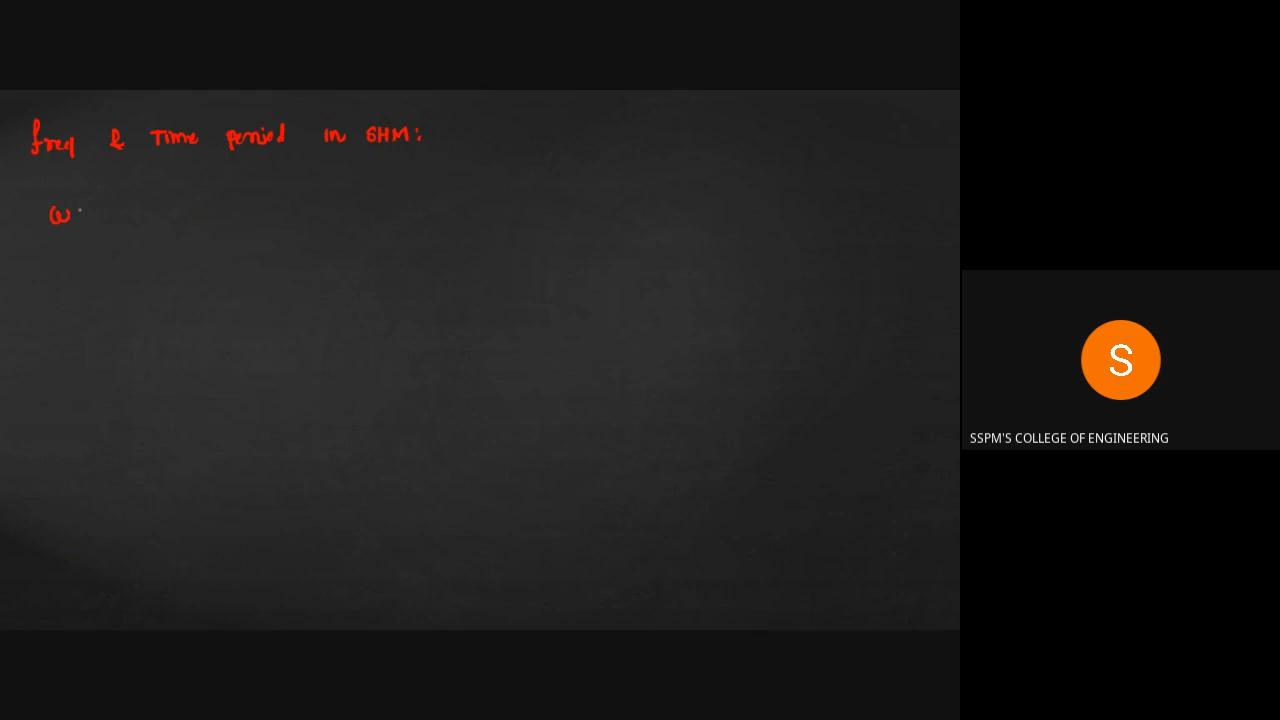 freq & Time period in SHM:
ω
S
SSPM'S COLLEGE OF ENGINEERING